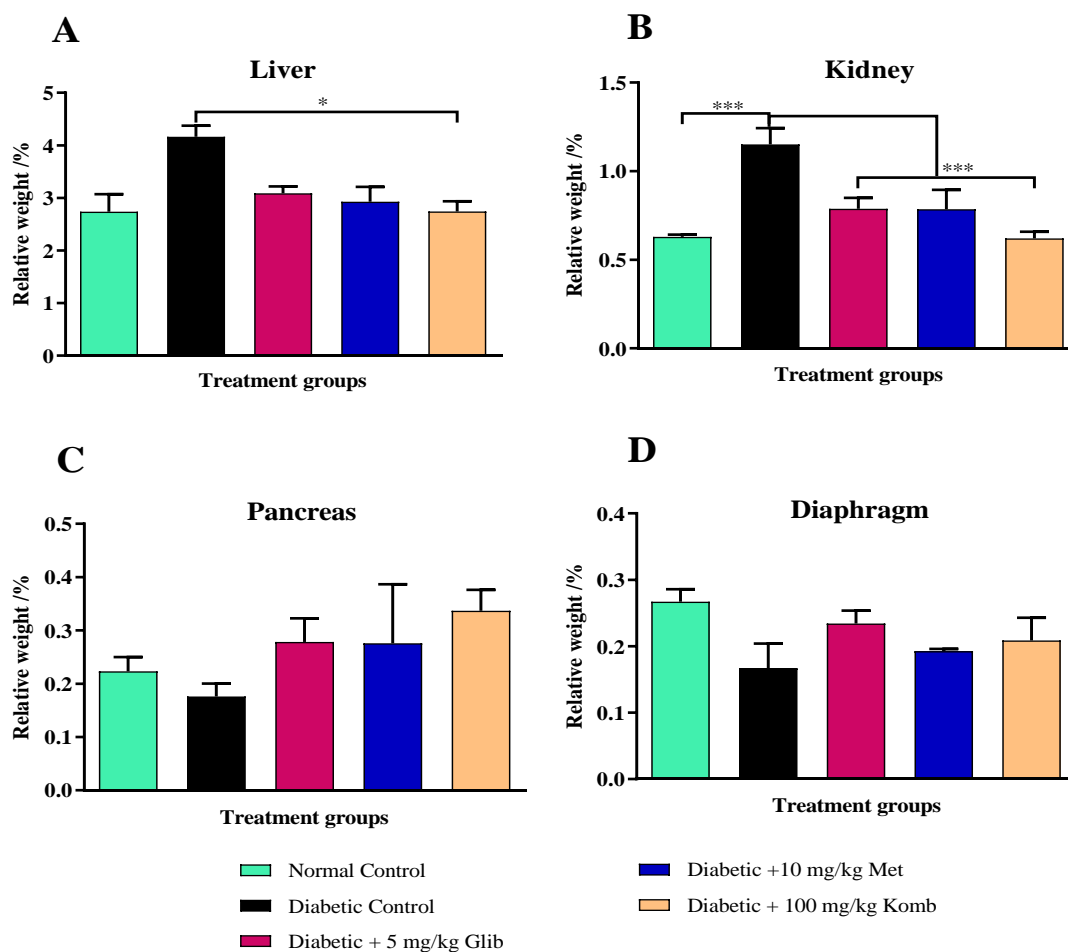 A
Liver
Relative weight /%
5
4
3
2
1
0
*
Treatment groups
B
Kidney
Relative weight /%
1.5
1.0
0.5
0.0
***
***
Treatment groups
C
Pancreas
Relative weight /%
0.5
0.4
0.3
0.2
0.1
0.0
Treatment groups
D
Diaphragm
Relative weight /%
0.4
0.3
0.2
0.1
0.0
Treatment groups
Normal Control
Diabetic Control
Diabetic + 5 mg/kg Glib
Diabetic +10 mg/kg Met
Diabetic + 100 mg/kg Komb